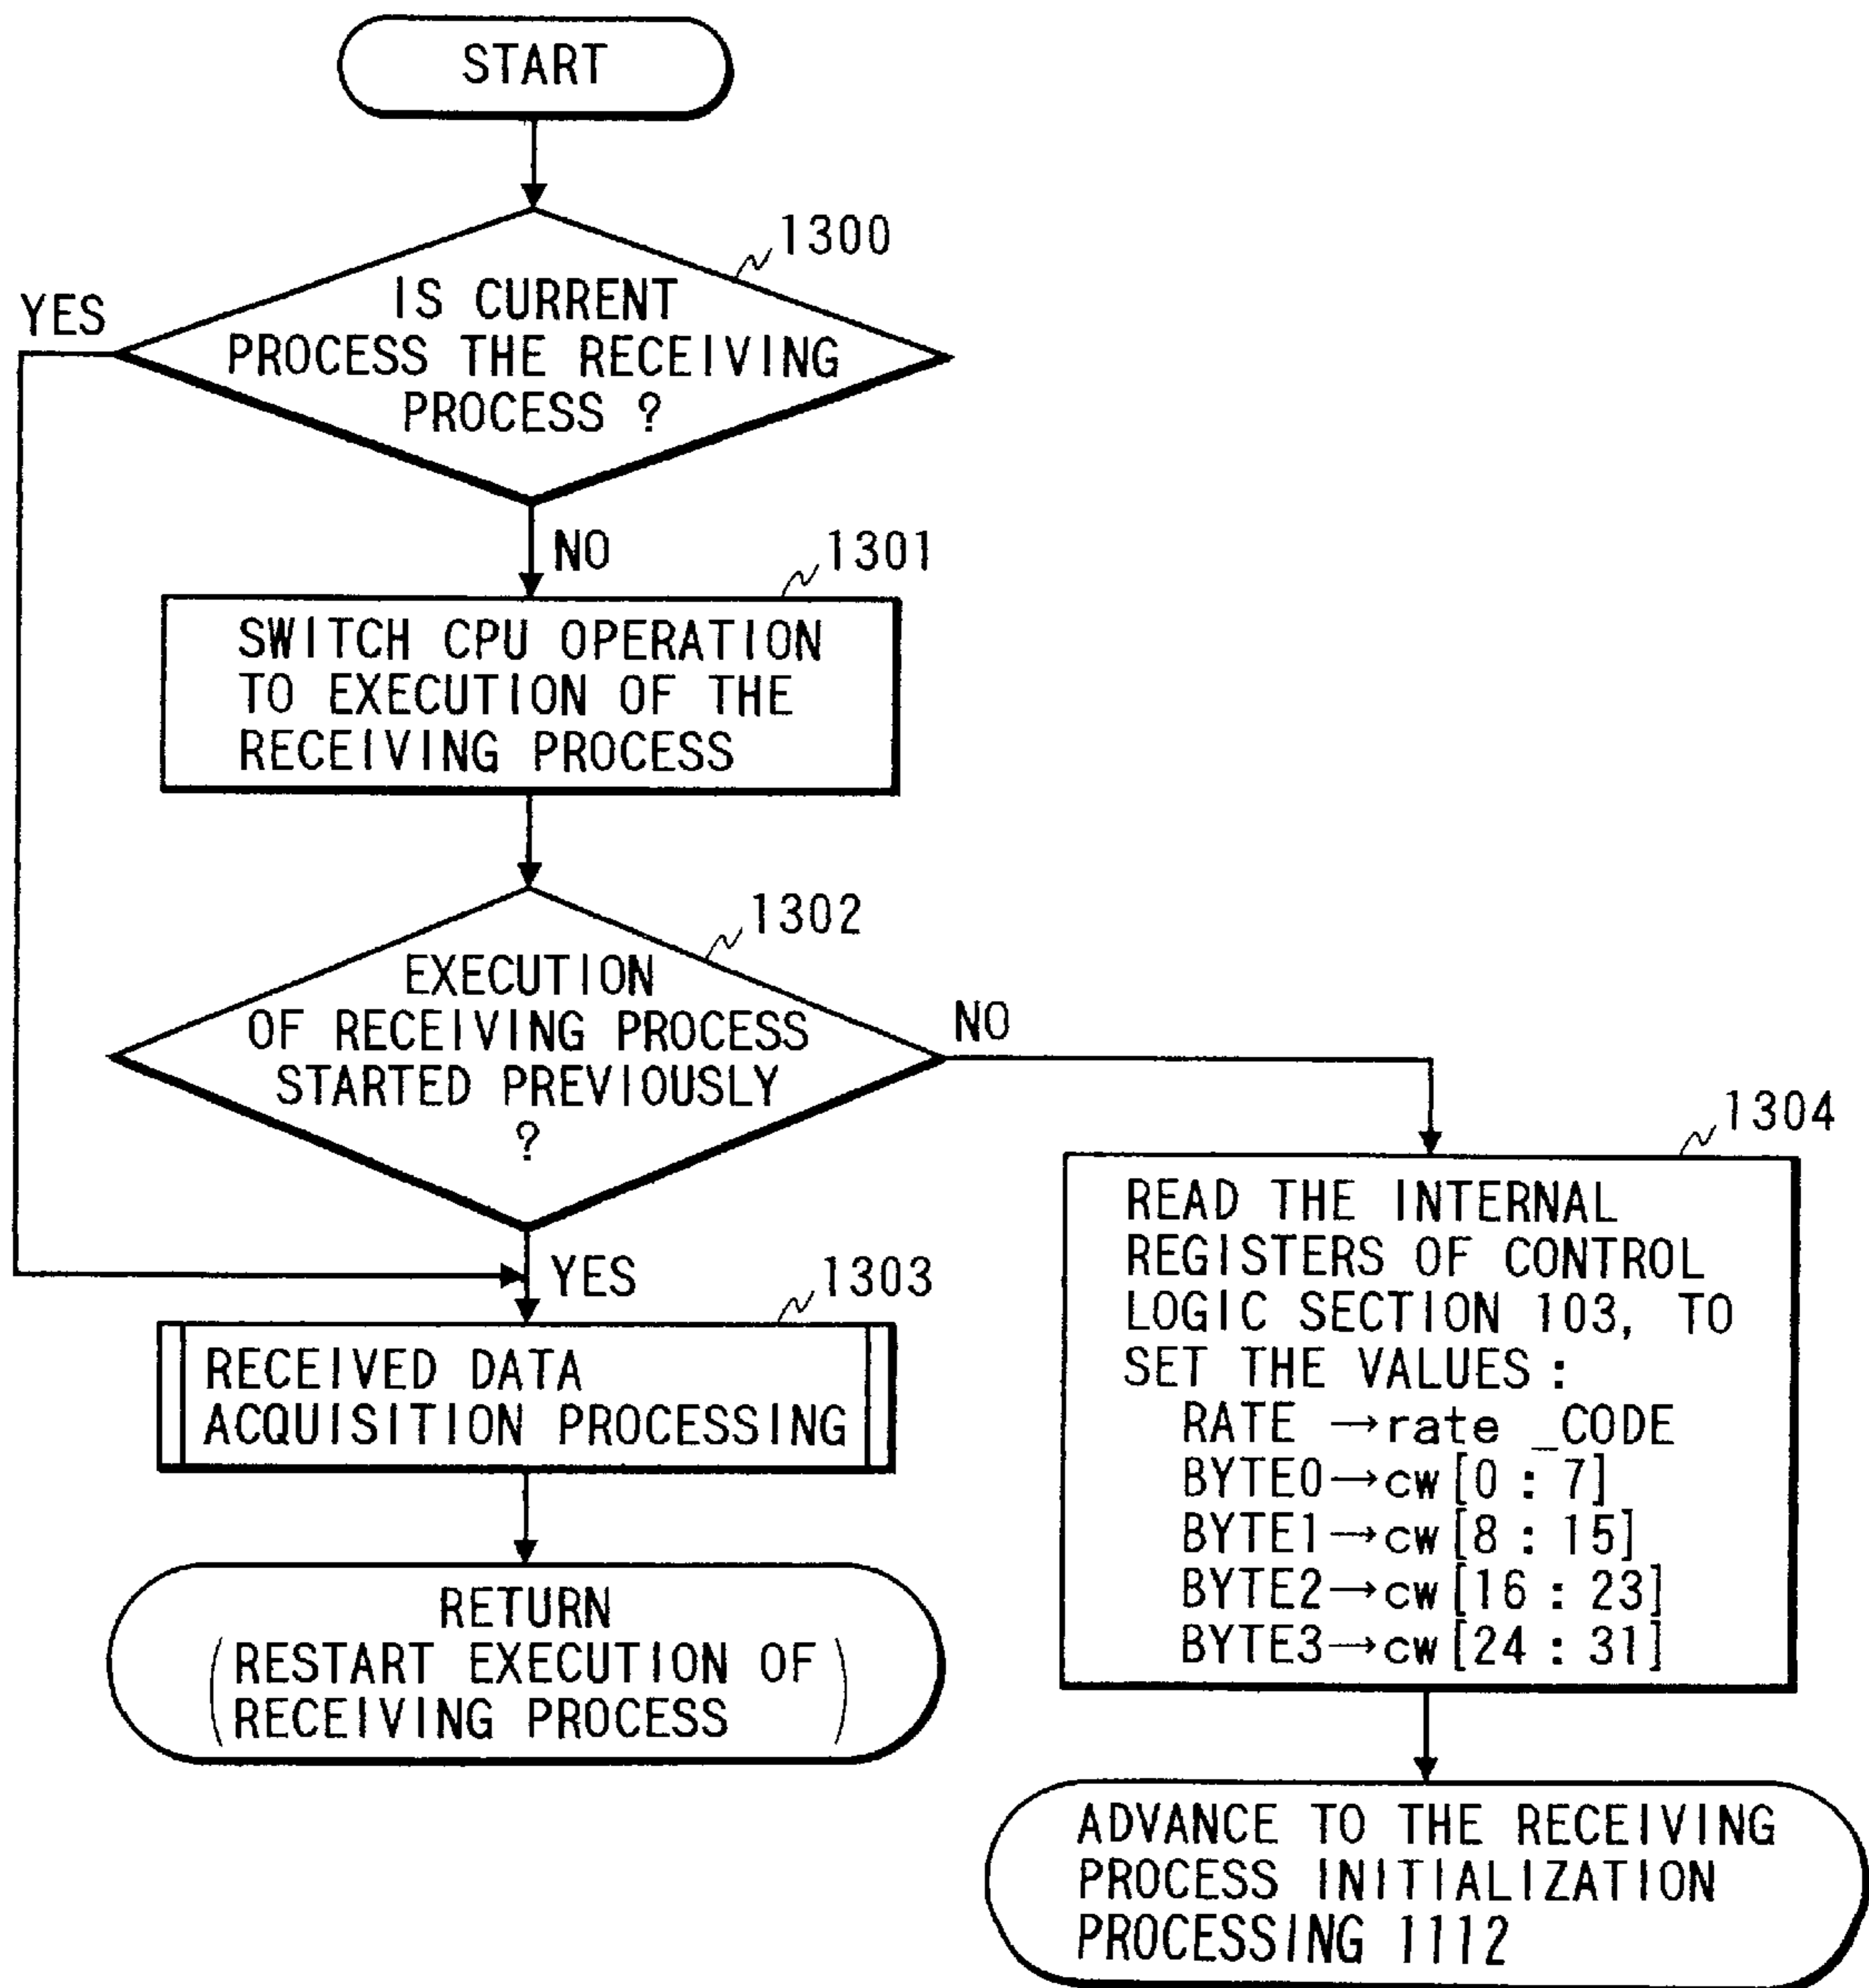 START
1300
IS CURRENT
PROCESS THE RECEIVING
PROCESS ?
YES
NO
1301
SWITCH CPU OPERATION
TO EXECUTION OF THE
RECEIVING PROCESS
1302
EXECUTION
OF RECEIVING PROCESS
STARTED PREVIOUSLY
?
NO
YES
1303
RECEIVED DATA
ACQUISITION PROCESSING
RETURN
(RESTART EXECUTION OF
RECEIVING PROCESS)
1304
READ THE INTERNAL
REGISTERS OF CONTROL
LOGIC SECTION 103, TO
SET THE VALUES :
RATE →rate _CODE
BYTE0→cw[0 : 7]
BYTE1→cw[8 : 15]
BYTE2→cw[16 : 23]
BYTE3→cw[24 : 31]
ADVANCE TO THE RECEIVING
PROCESS INITIALIZATION
PROCESSING 1112